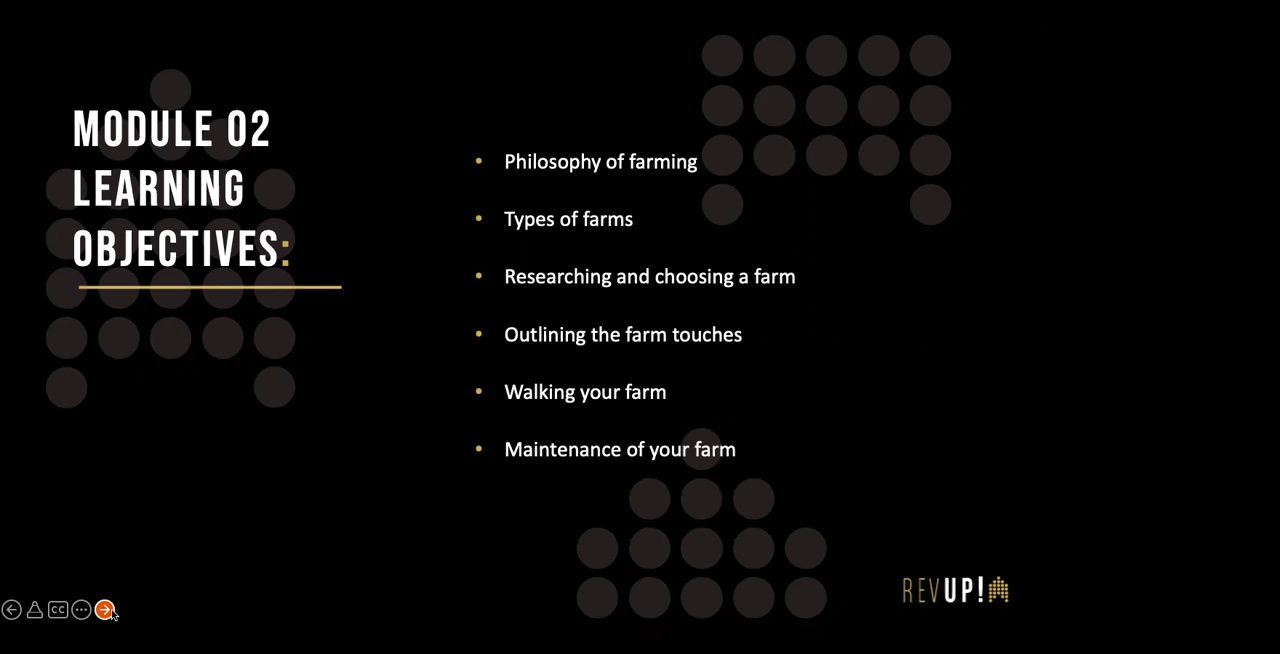 MODULE 02
LEARNING
OBJECTIVES:
• Philosophy of farming
• Types of farms
• Researching and choosing a farm
• Outlining the farm touches
• Walking your farm
• Maintenance of your farm
REVUP!
CC